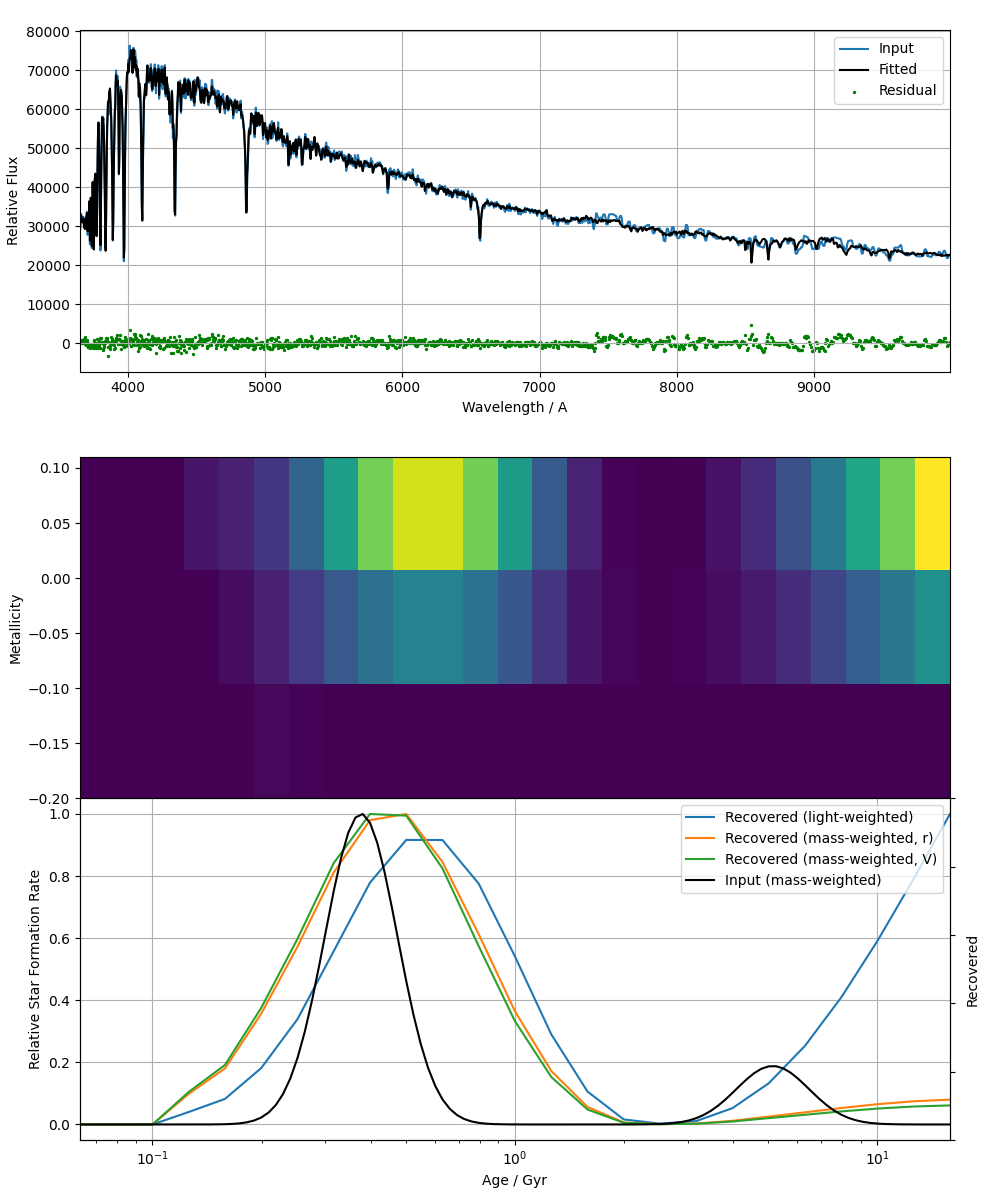 80000
70000
60000
50000
40000
30000
20000
10000
0
Relative Flux
Input
Fitted
Residual
4000 5000 6000 7000 8000 9000
Wavelength / A
0.10
0.05
0.00
−0.05
−0.10
−0.15
−0.20
Metallicity
1.0
0.8
0.6
0.4
0.2
0.0
Relative Star Formation Rate
Recovered (light-weighted)
Recovered (mass-weighted, r)
Recovered (mass-weighted, V)
Input (mass-weighted)
Recovered
10⁻¹ 10⁰ 10¹
Age / Gyr